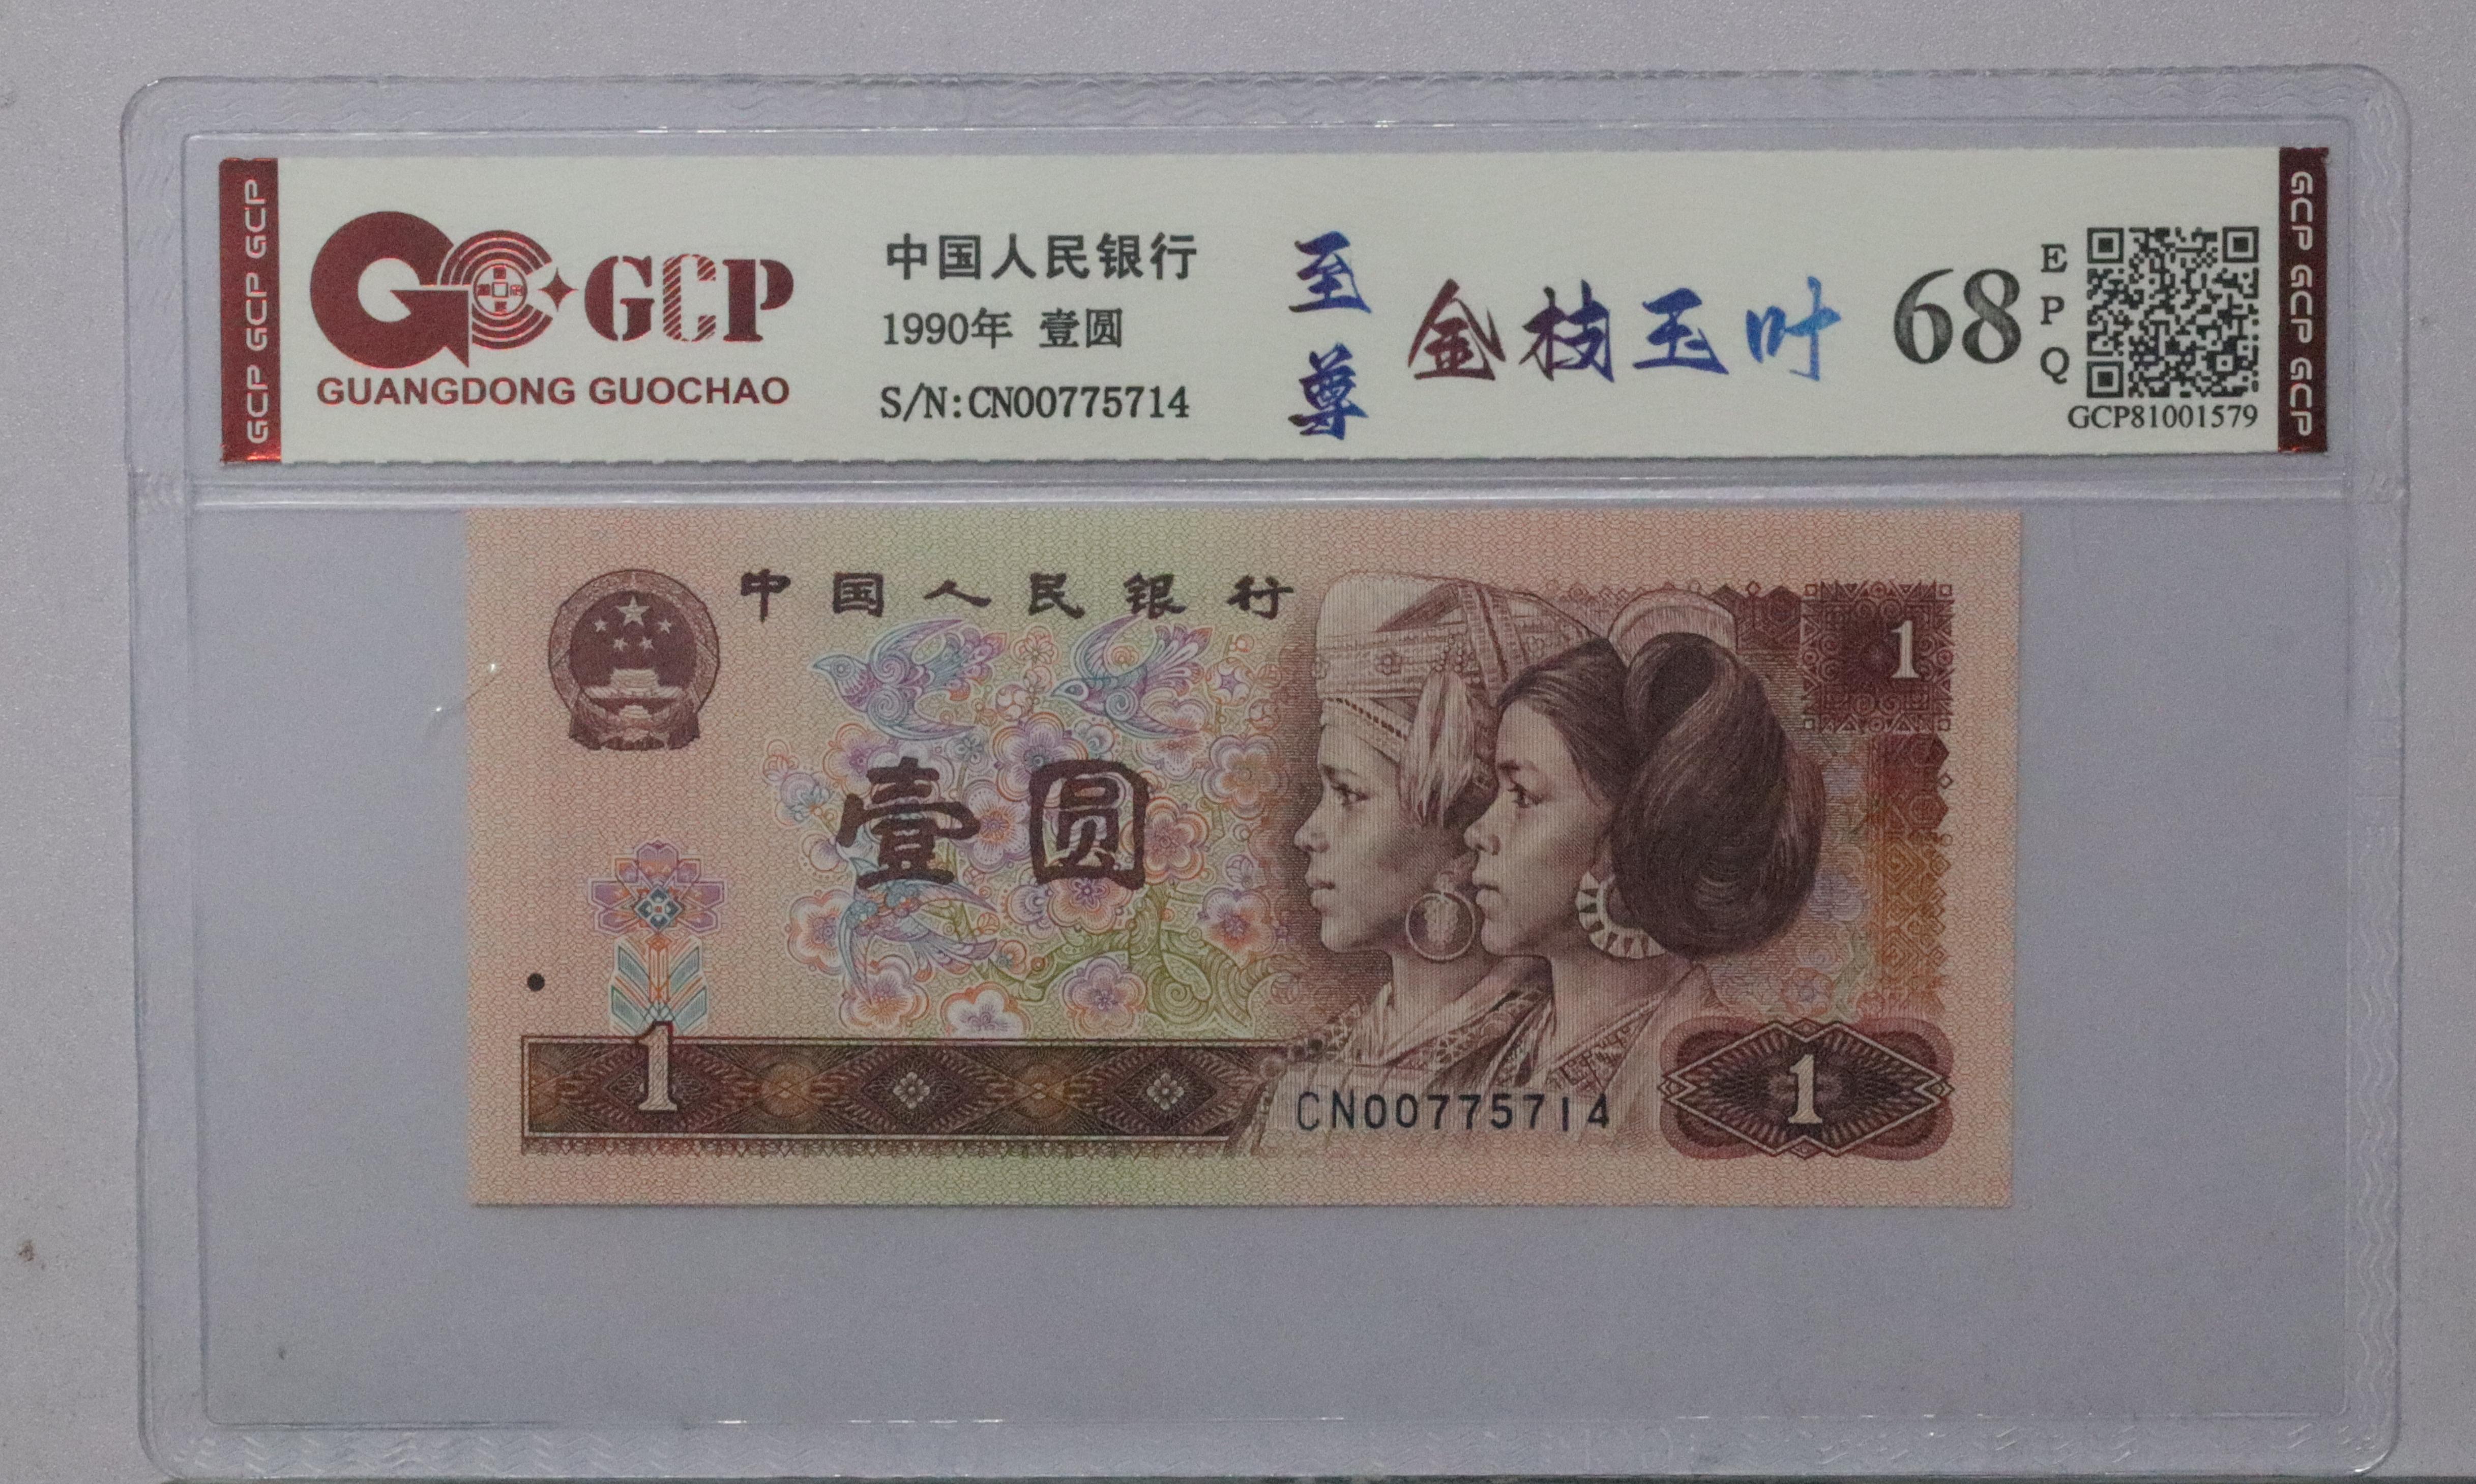 GCP GCP GCP
GCP
GUANGDONG GUOCHAO
中国人民银行
1990年 壹圆
S/N:CN00775714
至尊
金枝玉叶
68
EPQ
GCP81001579
GCP GCP GCP
中国人民银行
1
壹圆
1
CN00775714
1